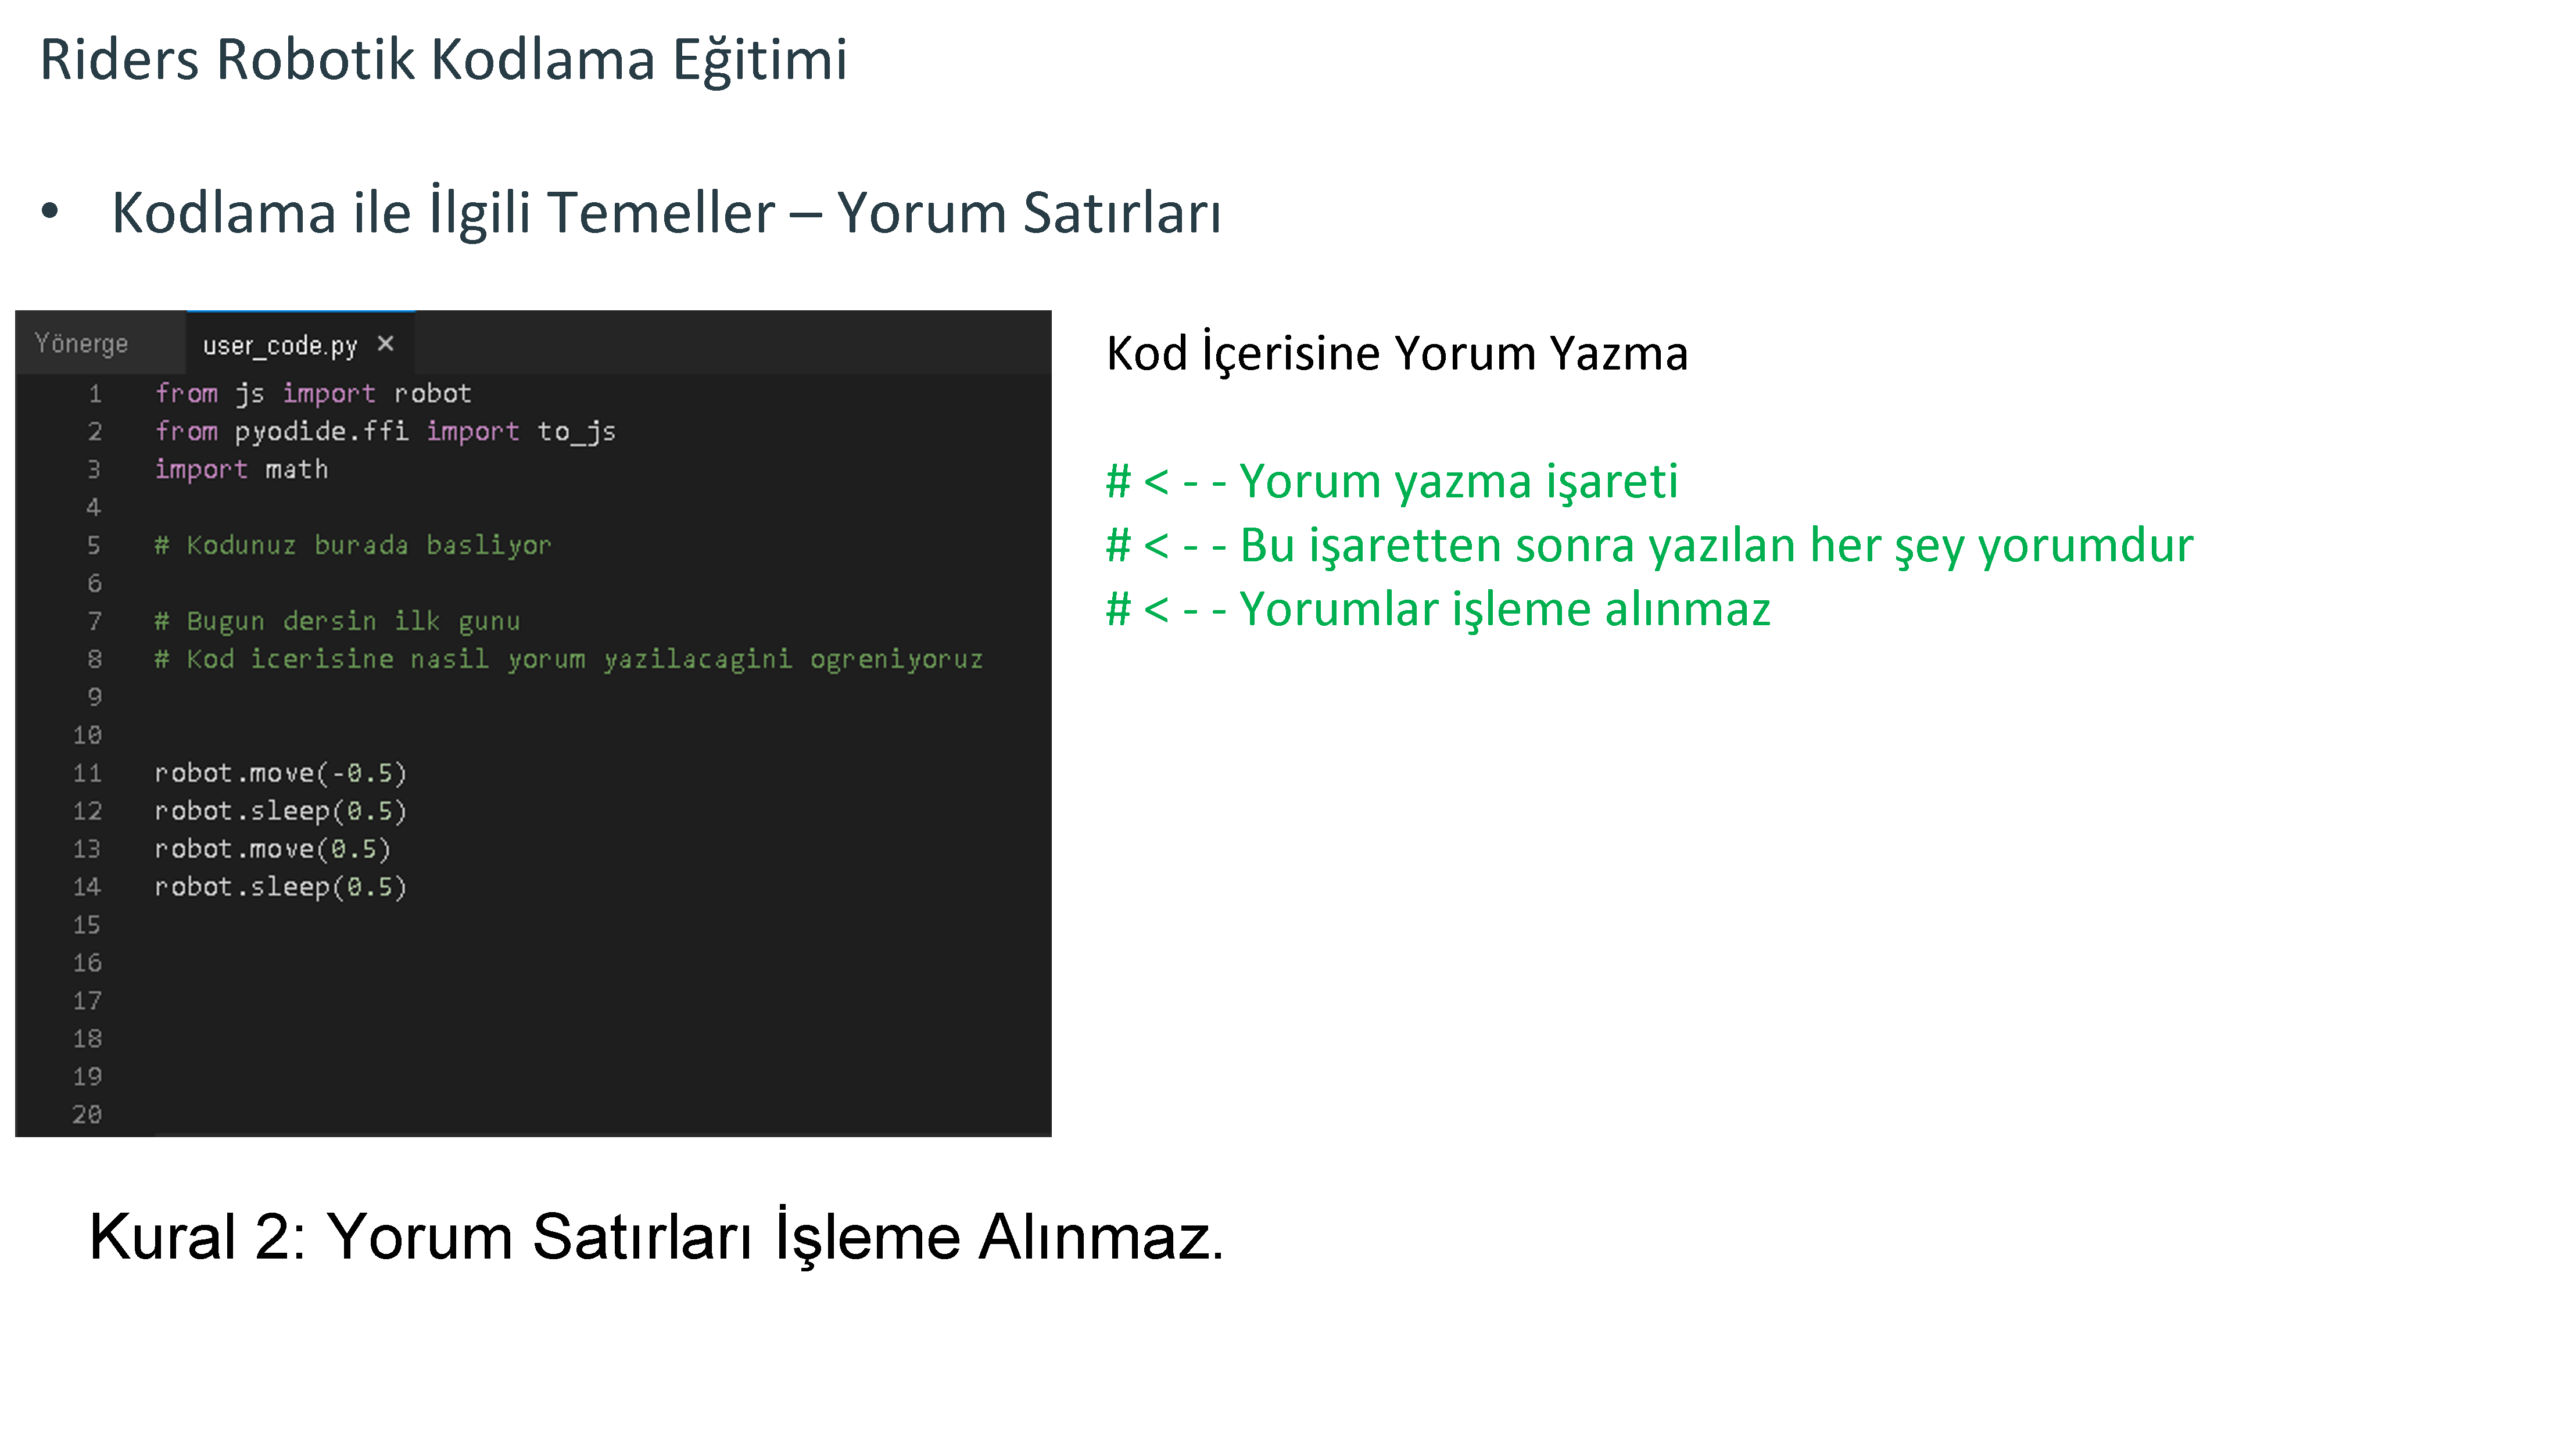 Riders Robotik Kodlama Eğitimi
• Kodlama ile İlgili Temeller – Yorum Satırları
Yönerge user_code.py ×
1 from js import robot
2 from pyodide.ffi import to_js
3 import math
4
5 # Kodunuz burada basliyor
6
7 # Bugun dersin ilk gunu
8 # Kod icerisine nasil yorum yazilacagini ogreniyoruz
9
10
11 robot.move(-0.5)
12 robot.sleep(0.5)
13 robot.move(0.5)
14 robot.sleep(0.5)
15
16
17
18
19
20
Kod İçerisine Yorum Yazma
# < - - Yorum yazma işareti
# < - - Bu işaretten sonra yazılan her şey yorumdur
# < - - Yorumlar işleme alınmaz
Kural 2: Yorum Satırları İşleme Alınmaz.